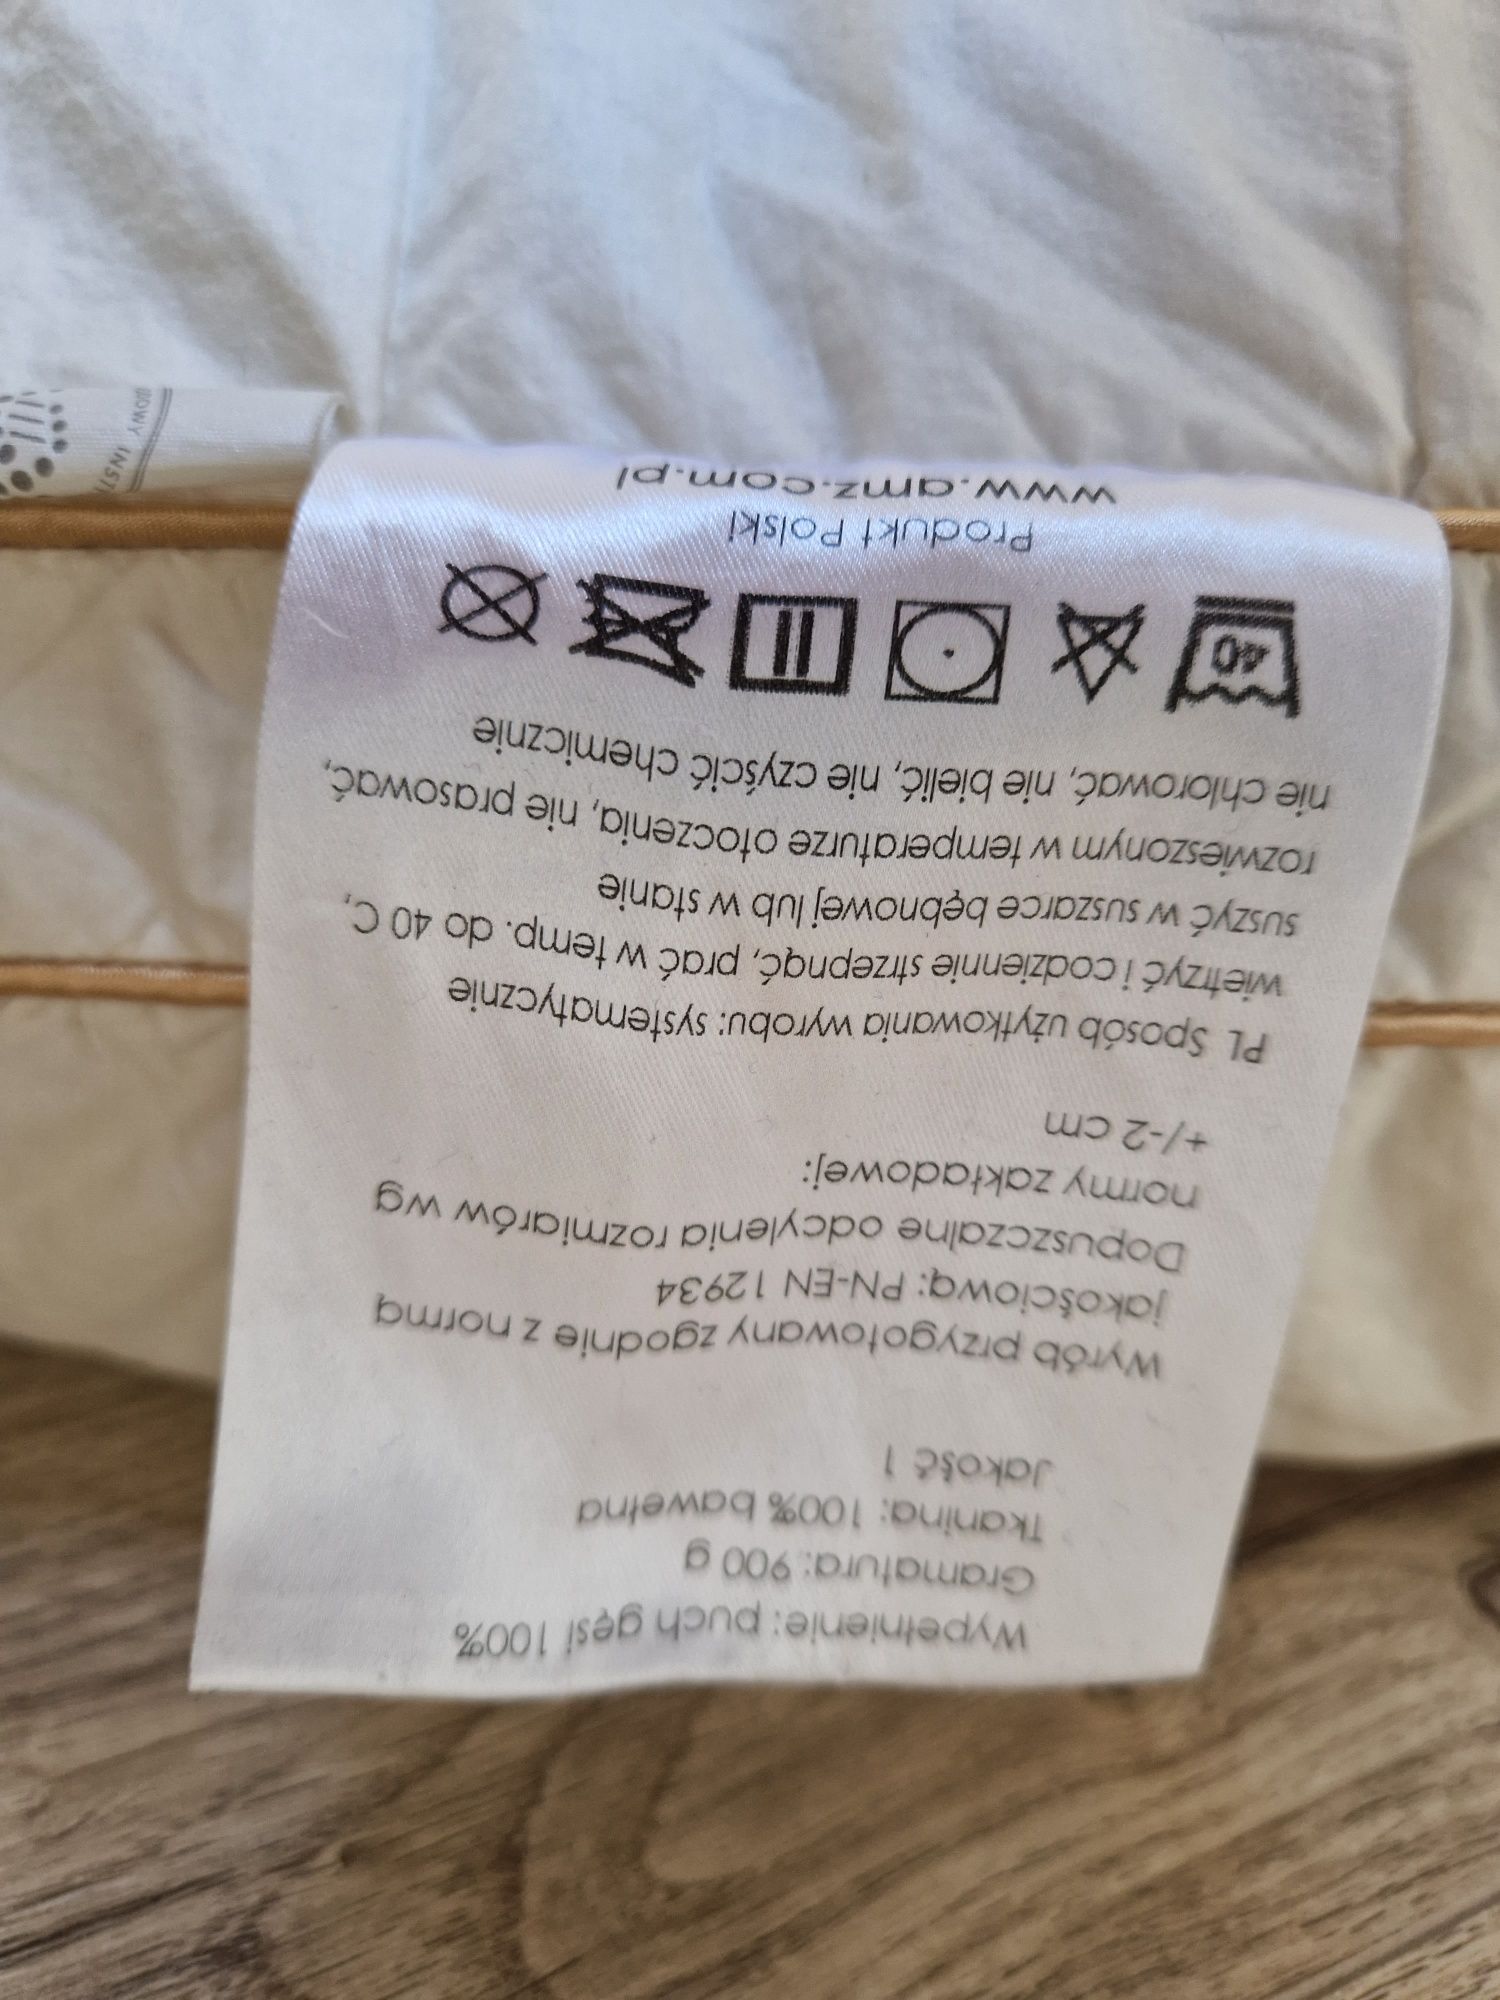 Wypełnienie: puch gęsi 100%
Gramatura: 900 g
Tkanina: 100% bawełna
Jakość 1
Wyrób przygotowany zgodnie z normą
jakościową: PN-EN 12934
Dopuszczalne odcylenia rozmiarów wg
normy zakładowej:
+/-2 cm
PL Sposób użytkowania wyrobu: systematycznie
wietrzyć i codziennie strzepnąć, prać w temp. do 40 C,
suszyć w suszarce bębnowej lub w stanie
rozwieszonym w temperaturze otoczenia, nie prasować,
nie chlorować, nie bielić, nie czyścić chemicznie
40
Produkt Polski
www.amz.com.pl